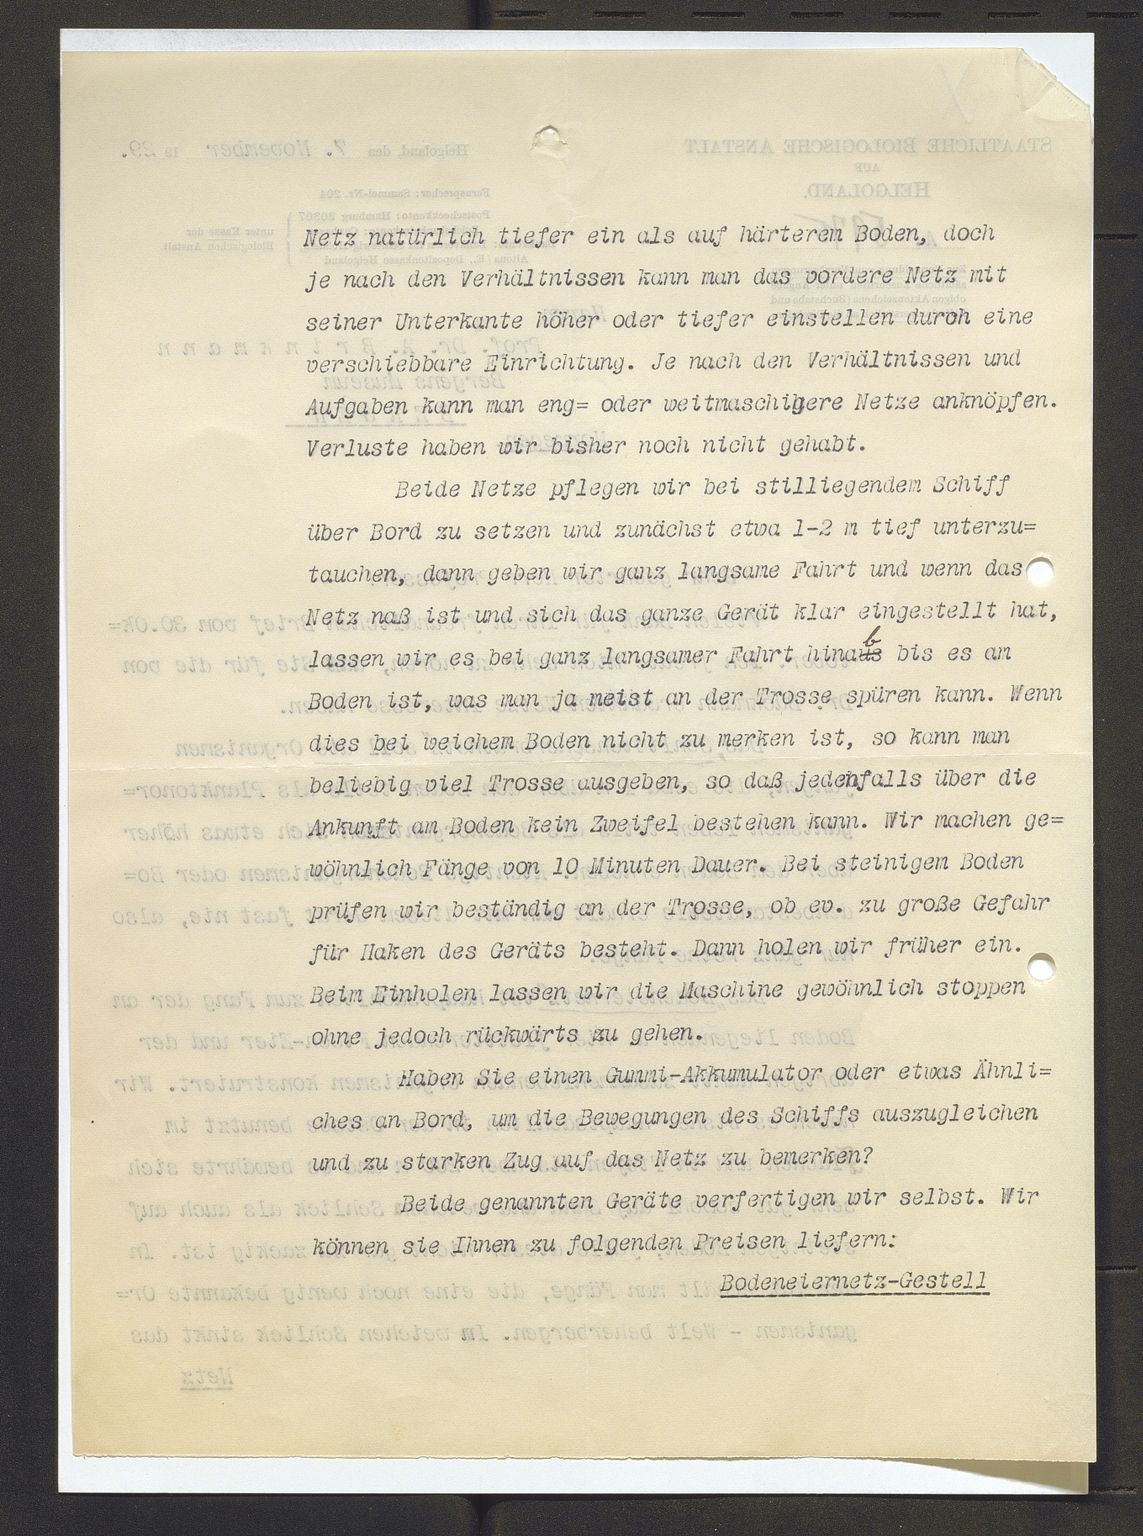 Netz natürlich tiefer ein als auf härterem Boden, doch
je nach den Verhältnissen kann man das vordere Netz mit
seiner Unterkante höher oder tiefer einstellen durch eine
verschiebbare Einrichtung. Je nach den Verhältnissen und
Aufgaben kann man eng= oder weitmaschigere Netze anknöpfen.
Verluste haben wir bisher noch nicht gehabt.
Beide Netze pflegen wir bei stilliegendem Schiff
über Bord zu setzen und zunächst etwa 1-2 m tief unterzu=
tauchen, dann geben wir ganz langsame Fahrt und wenn das
Netz naß ist und sich das ganze Gerät klar eingestellt hat,
lassen wir es bei ganz langsamer Fahrt hinab bis es am
Boden ist, was man ja meist an der Trosse spüren kann. Wenn
dies bei weichem Boden nicht zu merken ist, so kann man
beliebig viel Trosse ausgeben, so daß jedenfalls über die
Ankunft am Boden kein Zweifel bestehen kann. Wir machen ge=
wöhnlich Fänge von 10 Minuten Dauer. Bei steinigem Boden
prüfen wir beständig an der Trosse, ob ev. zu große Gefahr
für Haken des Geräts besteht. Dann holen wir früher ein.
Beim Einholen lassen wir die Maschine gewöhnlich stoppen
ohne jedoch rückwärts zu gehen.
Haben Sie einen Gummi-Akkumulator oder etwas Ähnli=
ches an Bord, um die Bewegungen des Schiffs auszugleichen
und zu starken Zug auf das Netz zu bemerken?
Beide genannten Geräte verfertigen wir selbst. Wir
können sie Ihnen zu folgenden Preisen liefern:
Bodeneiernetz-Gestell